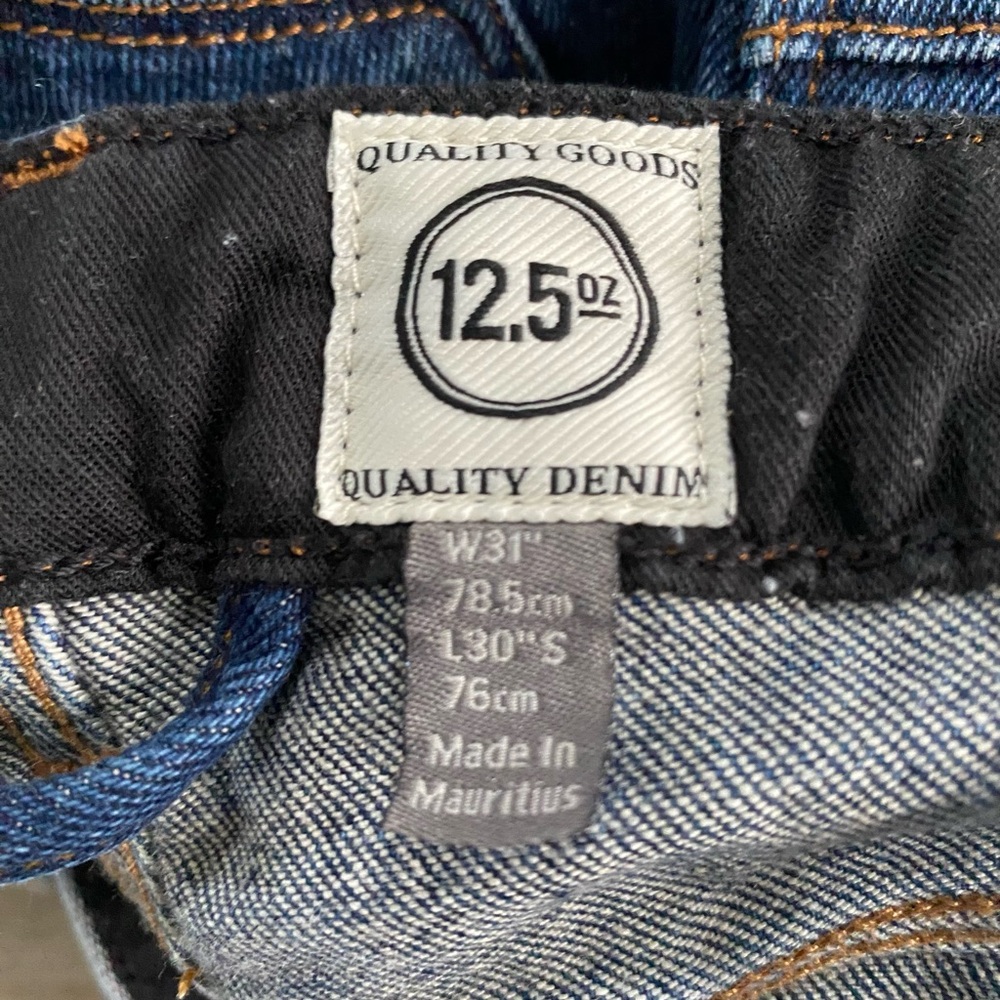 QUALITY GOODS
12.5oz
QUALITY DENIM
W31"
78.5cm
L30" S
76cm
Made In
Mauritius